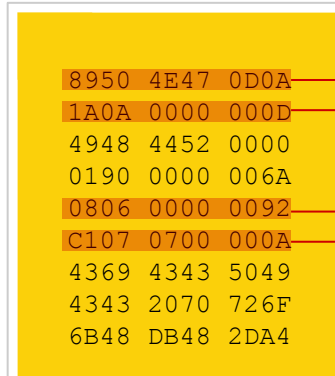 8950 4E47 0D0A
1A0A 0000 000D
4948 4452 0000
0190 0000 006A
0806 0000 0092
C107 0700 000A
4369 4343 5049
4343 2070 726F
6B48 DB48 2DA4